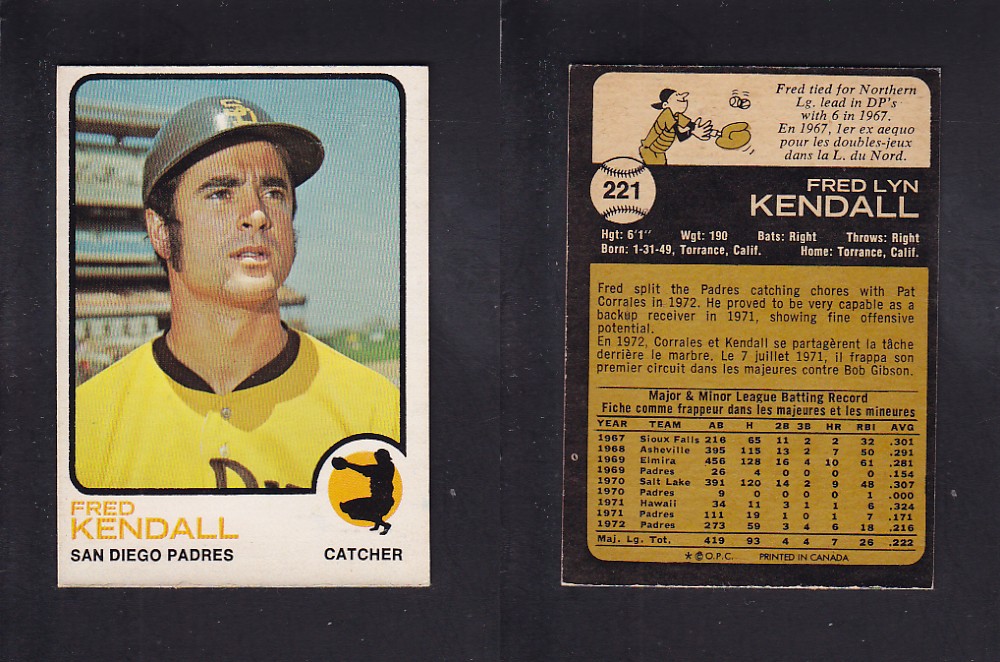 SD
FRED
KENDALL
SAN DIEGO PADRES CATCHER
Fred tied for Northern
Lg. lead in DP's
with 6 in 1967.
En 1967, 1er ex aequo
pour les doubles-jeux
dans la L. du Nord.
221
FRED LYN
KENDALL
Hgt: 6'1" Wgt: 190 Bats: Right Throws: Right
Born: 1-31-49, Torrance, Calif. Home: Torrance, Calif.
Fred split the Padres catching chores with Pat
Corrales in 1972. He proved to be very capable as a
backup receiver in 1971, showing fine offensive
potential.
En 1972, Corrales et Kendall se partagèrent la tâche
derrière le marbre. Le 7 juillet 1971, il frappa son
premier circuit dans les majeures contre Bob Gibson.
Major & Minor League Batting Record
Fiche comme frappeur dans les majeures et les mineures
YEAR TEAM AB H 2B 3B HR RBI AVG
1967 Sioux Falls 216 65 11 2 2 32 .301
1968 Asheville 395 115 13 2 7 50 .291
1969 Elmira 456 128 16 4 10 61 .281
1969 Padres 26 4 0 0 0 0 .154
1970 Salt Lake 391 120 14 2 9 48 .307
1970 Padres 9 0 0 0 0 1 .000
1971 Hawaii 34 11 3 1 1 6 .324
1971 Padres 111 19 1 0 1 7 .171
1972 Padres 273 59 3 4 6 18 .216
Maj. Lg. Tot. 419 93 4 4 7 26 .222
* © O.P.C. PRINTED IN CANADA